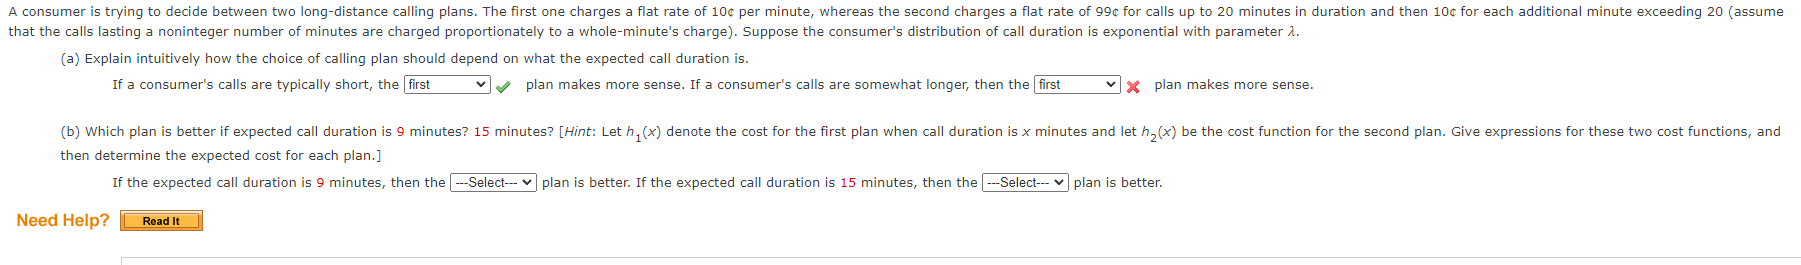 A consumer is trying to decide between two long-distance calling plans. The first one charges a flat rate of 10¢ per minute, whereas the second charges a flat rate of 99¢ for calls up to 20 minutes in duration and then 10¢ for each additional minute exceeding 20 (assume
that the calls lasting a noninteger number of minutes are charged proportionately to a whole-minute's charge). Suppose the consumer's distribution of call duration is exponential with parameter λ.
(a) Explain intuitively how the choice of calling plan should depend on what the expected call duration is.
If a consumer's calls are typically short, the first plan makes more sense. If a consumer's calls are somewhat longer, then the first plan makes more sense.
(b) Which plan is better if expected call duration is 9 minutes? 15 minutes? [Hint: Let h₁(x) denote the cost for the first plan when call duration is x minutes and let h₂(x) be the cost function for the second plan. Give expressions for these two cost functions, and
then determine the expected cost for each plan.]
If the expected call duration is 9 minutes, then the ---Select--- plan is better. If the expected call duration is 15 minutes, then the ---Select--- plan is better.
Need Help? Read It